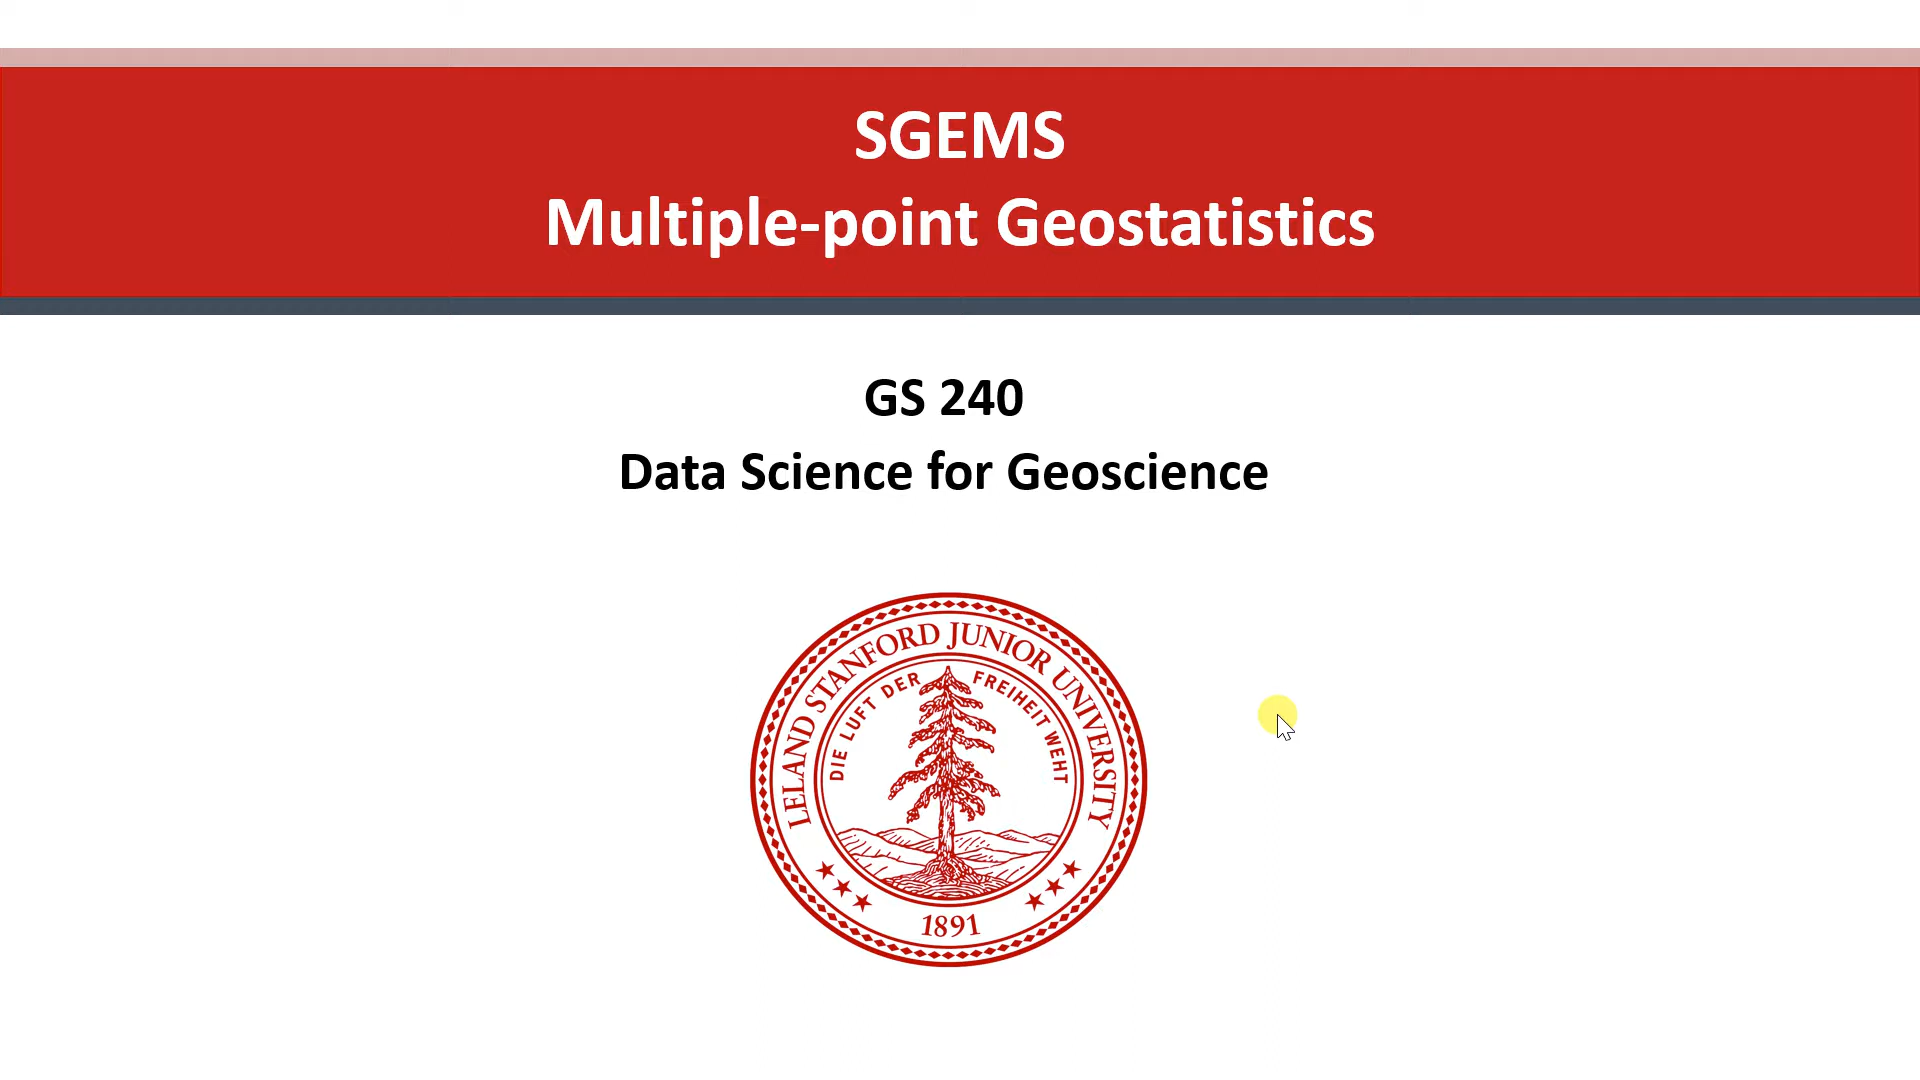 SGEMS
Multiple-point Geostatistics
GS 240
Data Science for Geoscience
LELAND STANFORD JUNIOR UNIVERSITY
DIE LUFT DER FREIHEIT WEHT
1891